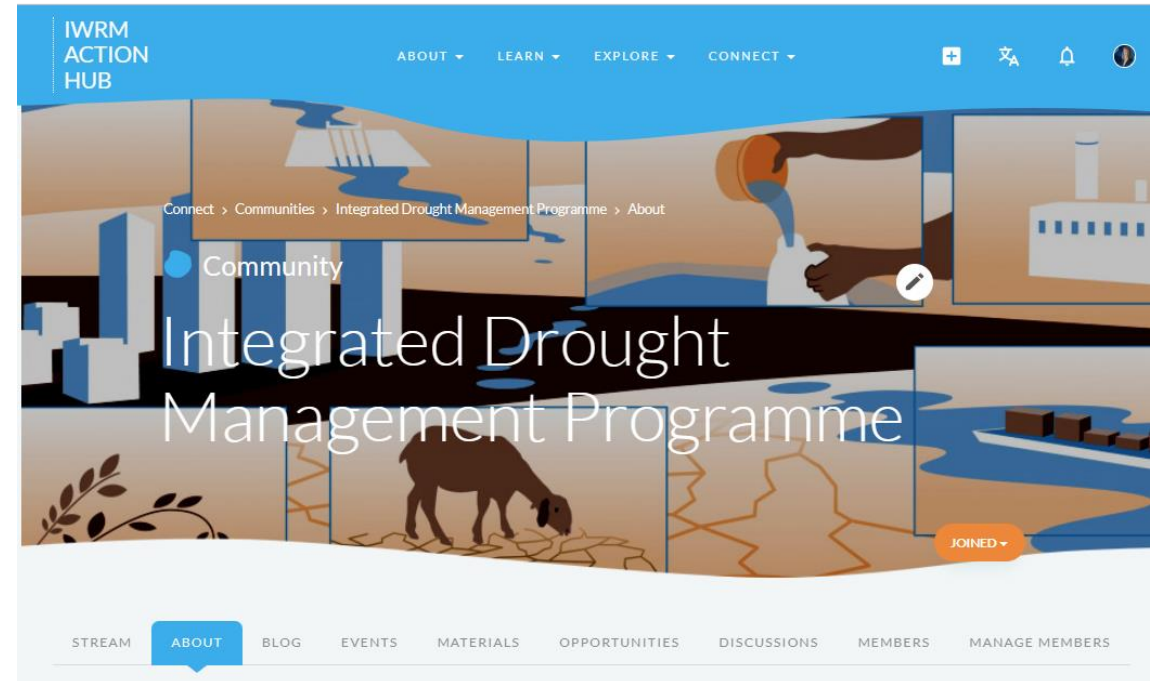 IWRM
ACTION
HUB
ABOUT LEARN EXPLORE CONNECT
Connect > Communities > Integrated Drought Management Programme > About
Community
Integrated Drought
Management Programme
JOINED
STREAM ABOUT BLOG EVENTS MATERIALS OPPORTUNITIES DISCUSSIONS MEMBERS MANAGE MEMBERS